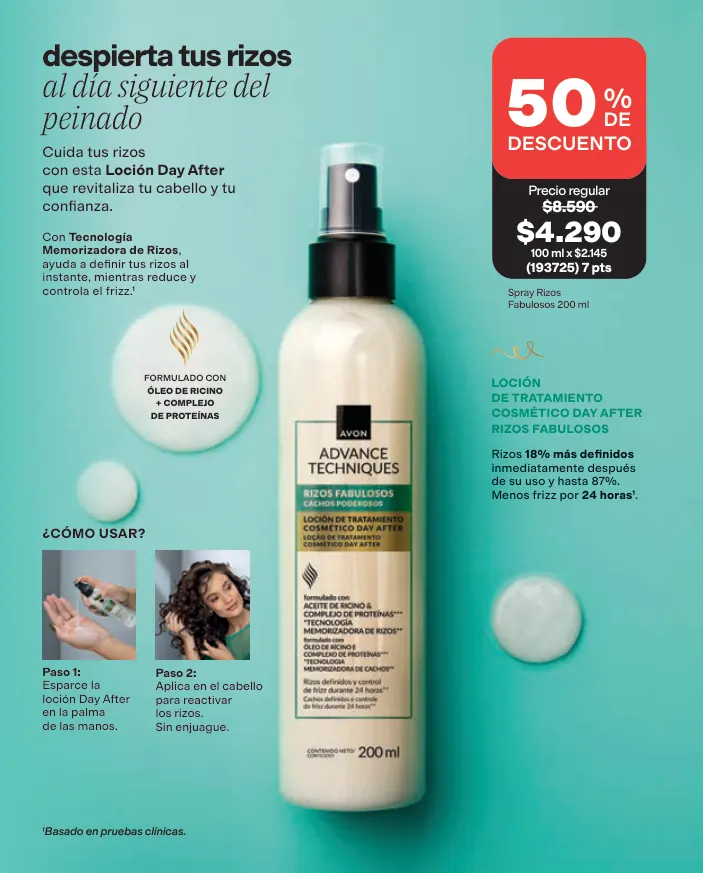 despierta tus rizos
al día siguiente del
peinado
Cuida tus rizos
con esta Loción Day After
que revitaliza tu cabello y tu
confianza.
Con Tecnología
Memorizadora de Rizos,
ayuda a definir tus rizos al
instante, mientras reduce y
controla el frizz.¹
50%
DE
DESCUENTO
Precio regular
$8.590
$4.290
100 ml x $2.145
(193725) 7 pts
Spray Rizos
Fabulosos 200 ml
FORMULADO CON
ÓLEO DE RICINO
+ COMPLEJO
DE PROTEÍNAS
LOCIÓN
DE TRATAMIENTO
COSMÉTICO DAY AFTER
RIZOS FABULOSOS
Rizos 18% más definidos
inmediatamente después
de su uso y hasta 87%.
Menos frizz por 24 horas¹.
AVON
ADVANCE
TECHNIQUES
RIZOS FABULOSOS
CACHOS PODEROSOS
LOCIÓN DE TRATAMIENTO
COSMÉTICO DAY AFTER
LOÇÃO DE TRATAMENTO
COSMÉTICO DAY AFTER
formulado con
ACEITE DE RICINO &
COMPLEJO DE PROTEÍNAS***
*TECNOLOGÍA
MEMORIZADORA DE RIZOS**
formulado com
ÓLEO DE RICINO E
COMPLEXO DE PROTEÍNAS***
*TECNOLOGIA
MEMORIZADORA DE CACHOS**
Rizos definidos y control
de frizz durante 24 horas**
Cachos definidos e controle
do frizz durante 24 horas**
CONTENIDO NETO/
CONTEÚDO
200 ml
¿CÓMO USAR?
Paso 1:
Esparce la
loción Day After
en la palma
de las manos.
Paso 2:
Aplica en el cabello
para reactivar
los rizos.
Sin enjuague.
¹Basado en pruebas clínicas.